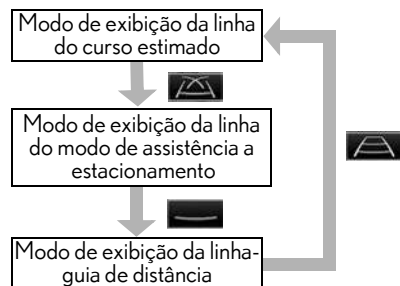 Modo de exibição da linha
do curso estimado
Modo de exibição da linha
do modo de assistência a
estacionamento
Modo de exibição da linha-
guia de distância